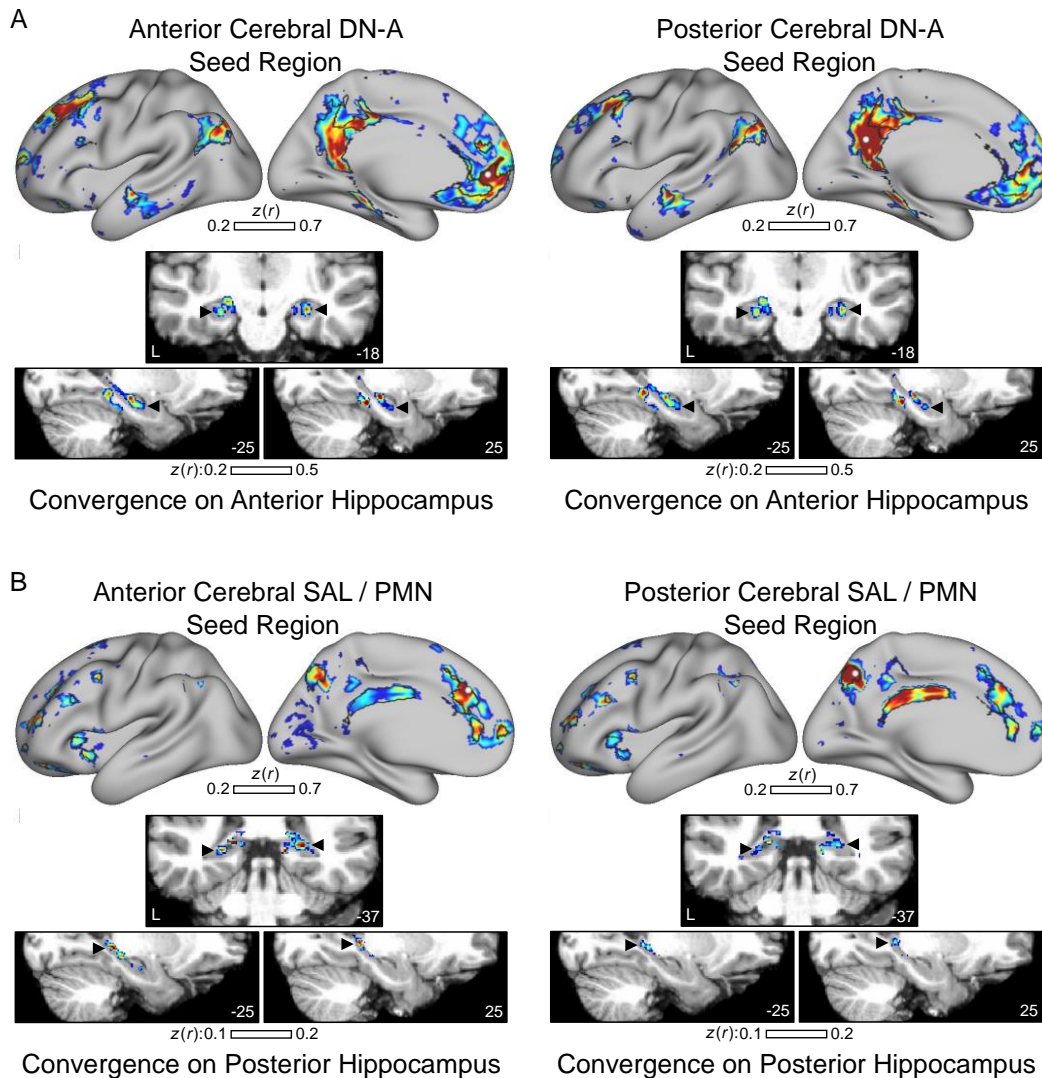 A
Anterior Cerebral DN-A
Seed Region
z(r)
0.2 0.7
L
-18
-25
25
z(r):0.2 0.5
Convergence on Anterior Hippocampus
Posterior Cerebral DN-A
Seed Region
z(r)
0.2 0.7
L
-18
-25
25
z(r):0.2 0.5
Convergence on Anterior Hippocampus
B
Anterior Cerebral SAL / PMN
Seed Region
z(r)
0.2 0.7
L
-37
-25
25
z(r):0.1 0.2
Convergence on Posterior Hippocampus
Posterior Cerebral SAL / PMN
Seed Region
z(r)
0.2 0.7
L
-37
-25
25
z(r):0.1 0.2
Convergence on Posterior Hippocampus